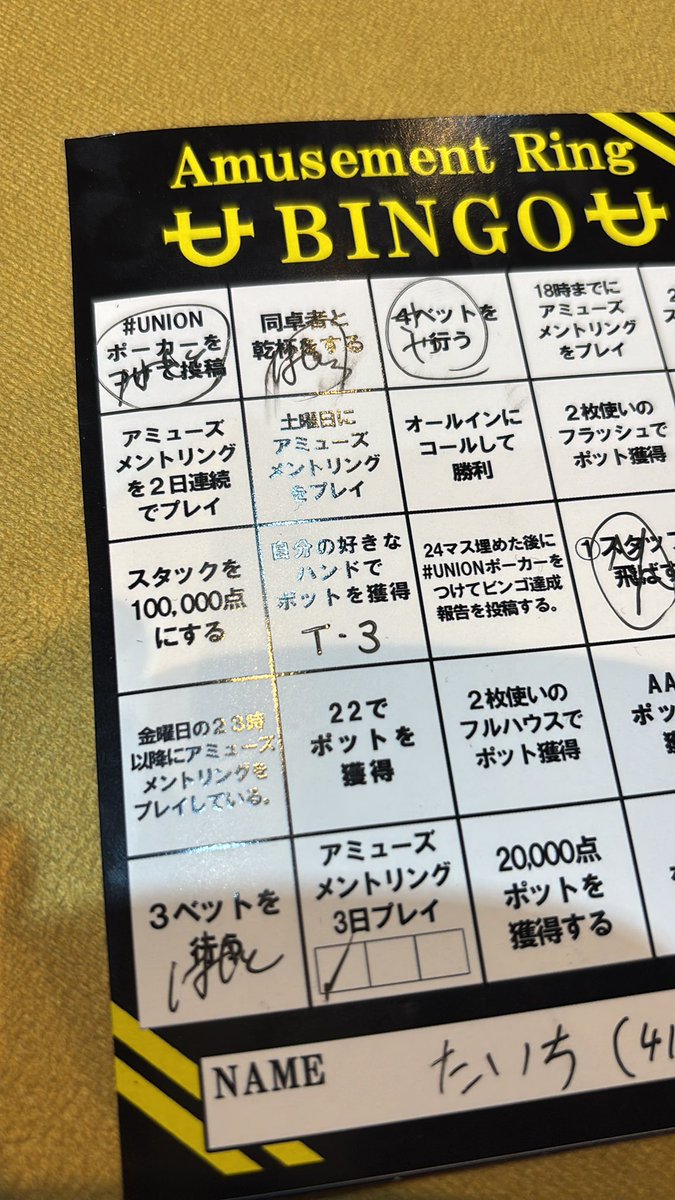 Amusement Ring
BINGO
#UNION
ポーカーを
つけて投稿
同卓者と
乾杯をする
4ベットを
行う
18時までに
アミューズ
メントリング
をプレイ
アミューズ
メントリング
を2日連続
でプレイ
土曜日に
アミューズ
メントリング
をプレイ
オールインに
コールして
勝利
2枚使いの
フラッシュで
ポット獲得
スタックを
100,000点
にする
自分の好きな
ハンドで
ポットを獲得
T・3
24マス埋めた後に
#UNIONポーカーを
つけてビンゴ達成
報告を投稿する。
①スタッフ
飛ばす
金曜日の23時
以降にアミューズ
メントリングを
プレイしている。
22で
ポットを
獲得
2枚使いの
フルハウスで
ポット獲得
AA
ポッ
3ベットを
アミューズ
メントリング
3日プレイ
20,000点
ポットを
獲得する
NAME たいち (41